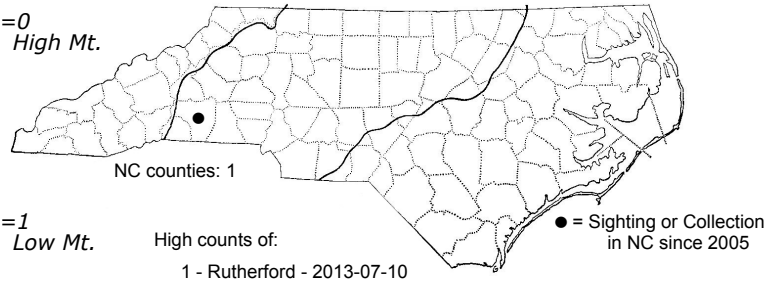 =0
High Mt.
NC counties: 1
=1
Low Mt.
High counts of:
1 - Rutherford - 2013-07-10
● = Sighting or Collection
in NC since 2005